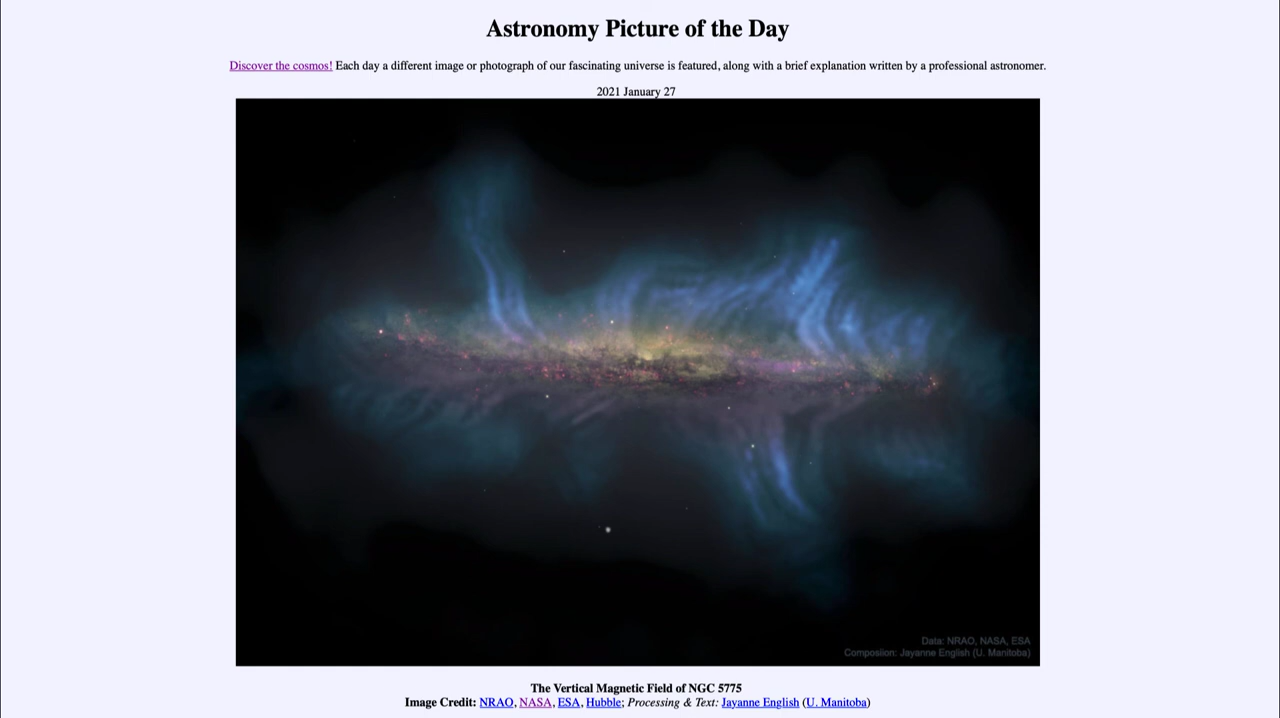 Astronomy Picture of the Day
Discover the cosmos! Each day a different image or photograph of our fascinating universe is featured, along with a brief explanation written by a professional astronomer.
2021 January 27
Data: NRAO, NASA, ESA
Composiion: Jayanne English (U. Manitoba)
The Vertical Magnetic Field of NGC 5775
Image Credit: NRAO, NASA, ESA, Hubble; Processing & Text: Jayanne English (U. Manitoba)